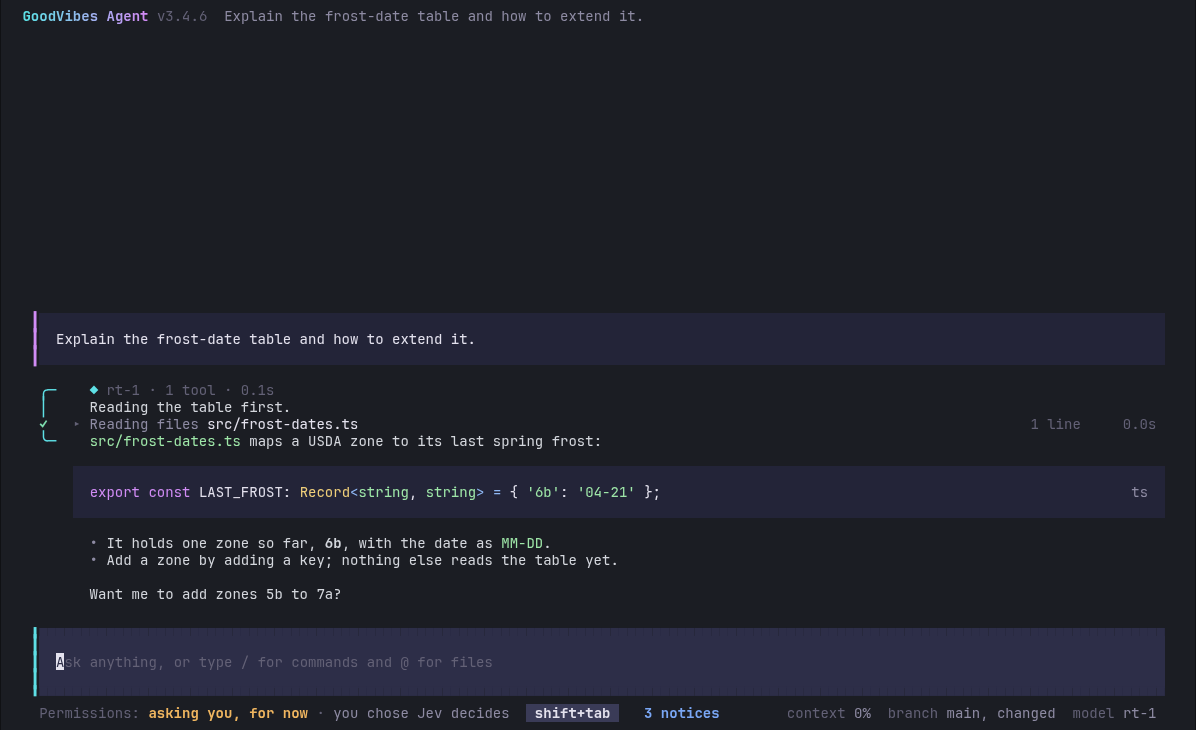 GoodVibes Agent v3.4.6 Explain the frost-date table and how to extend it.
Explain the frost-date table and how to extend it.
◆ rt-1 · 1 tool · 0.1s
Reading the table first.
✓ ▸ Reading files src/frost-dates.ts 1 line 0.0s
src/frost-dates.ts maps a USDA zone to its last spring frost:
export const LAST_FROST: Record<string, string> = { '6b': '04-21' }; ts
• It holds one zone so far, 6b, with the date as MM-DD.
• Add a zone by adding a key; nothing else reads the table yet.
Want me to add zones 5b to 7a?
Ask anything, or type / for commands and @ for files
Permissions: asking you, for now · you chose Jev decides shift+tab 3 notices context 0% branch main, changed model rt-1